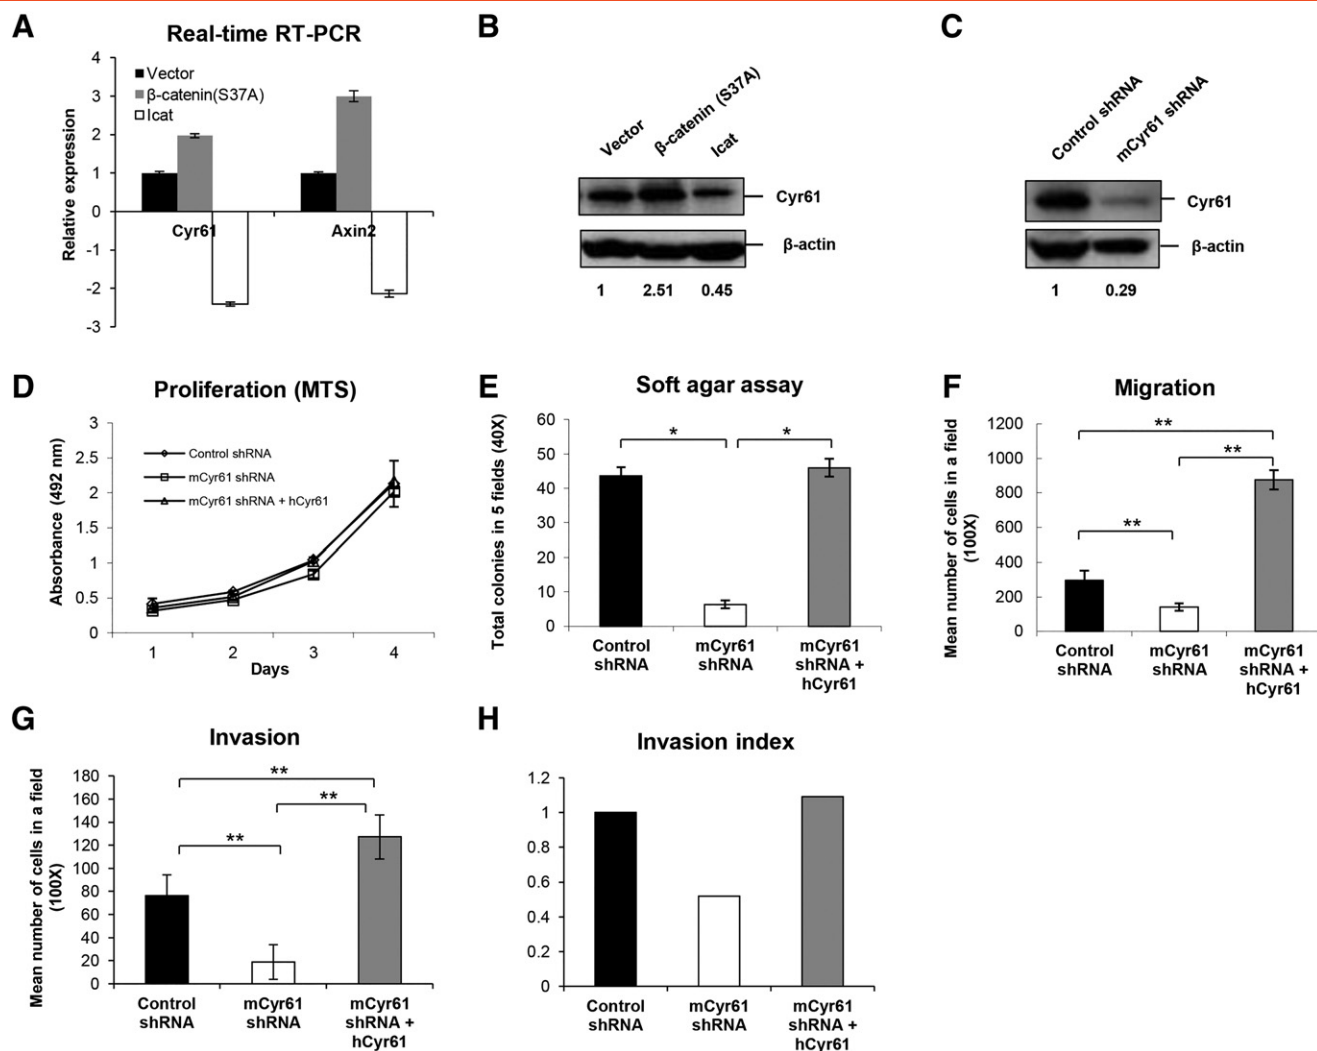 A
Real-time RT-PCR
Relative expression
4
3
2
1
0
-1
-2
-3
Vector
β-catenin(S37A)
Icat
Cyr61
Axin2
B
Vector
β-catenin (S37A)
Icat
Cyr61
β-actin
1 2.51 0.45
C
Control shRNA
mCyr61 shRNA
Cyr61
β-actin
1 0.29
D
Proliferation (MTS)
Absorbance (492 nm)
3
2.5
2
1.5
1
0.5
0
Control shRNA
mCyr61 shRNA
mCyr61 shRNA + hCyr61
1 2 3 4
Days
E
Soft agar assay
Total colonies in 5 fields (40X)
60
50
40
30
20
10
0
* *
Control
shRNA
mCyr61
shRNA
mCyr61
shRNA +
hCyr61
F
Migration
Mean number of cells in a field
(100X)
1200
1000
800
600
400
200
0
**
**
**
Control
shRNA
mCyr61
shRNA
mCyr61
shRNA +
hCyr61
G
Invasion
Mean number of cells in a field
(100X)
180
160
140
120
100
80
60
40
20
0
**
**
**
Control
shRNA
mCyr61
shRNA
mCyr61
shRNA +
hCyr61
H
Invasion index
1.2
1
0.8
0.6
0.4
0.2
0
Control
shRNA
mCyr61
shRNA
mCyr61
shRNA +
hCyr61